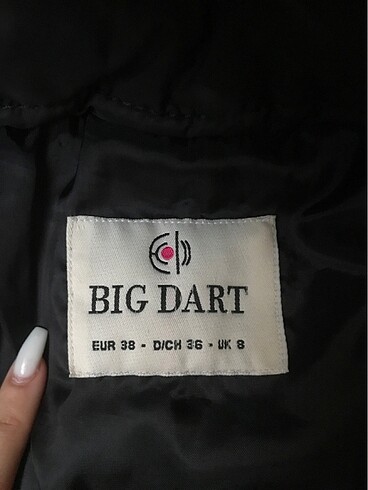 BIG DART
EUR 38 - D/CH 36 - UK 8